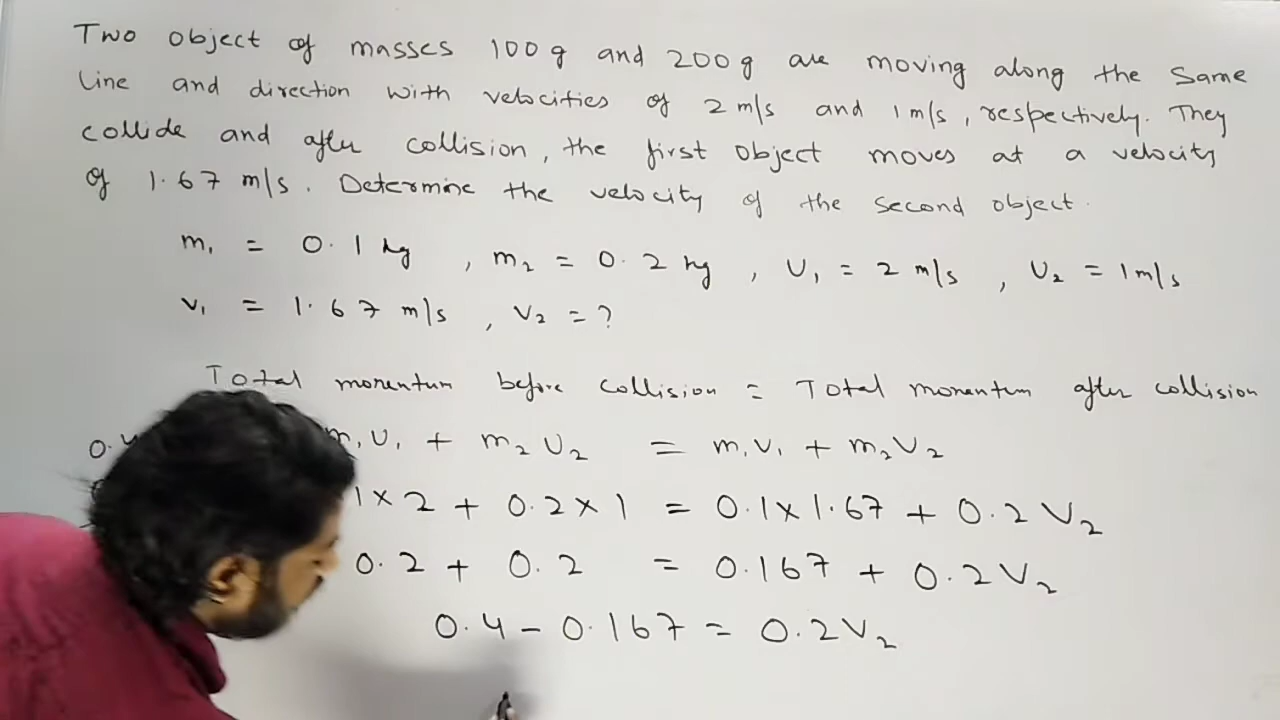 Two object of masses 100 g and 200 g are moving along the same
line and direction with velocities of 2 m/s and 1 m/s, respectively. They
collide and after collision, the first object moves at a velocity
of 1.67 m/s. Determine the velocity of the second object.
m₁ = 0.1 kg , m₂ = 0.2 kg , U₁ = 2 m/s , U₂ = 1 m/s
v₁ = 1.67 m/s , v₂ = ?
Total momentum before collision = Total momentum after collision
m₁U₁ + m₂U₂ = m₁v₁ + m₂v₂
1 × 2 + 0.2 × 1 = 0.1 × 1.67 + 0.2 v₂
0.2 + 0.2 = 0.167 + 0.2 v₂
0.4 - 0.167 = 0.2 v₂